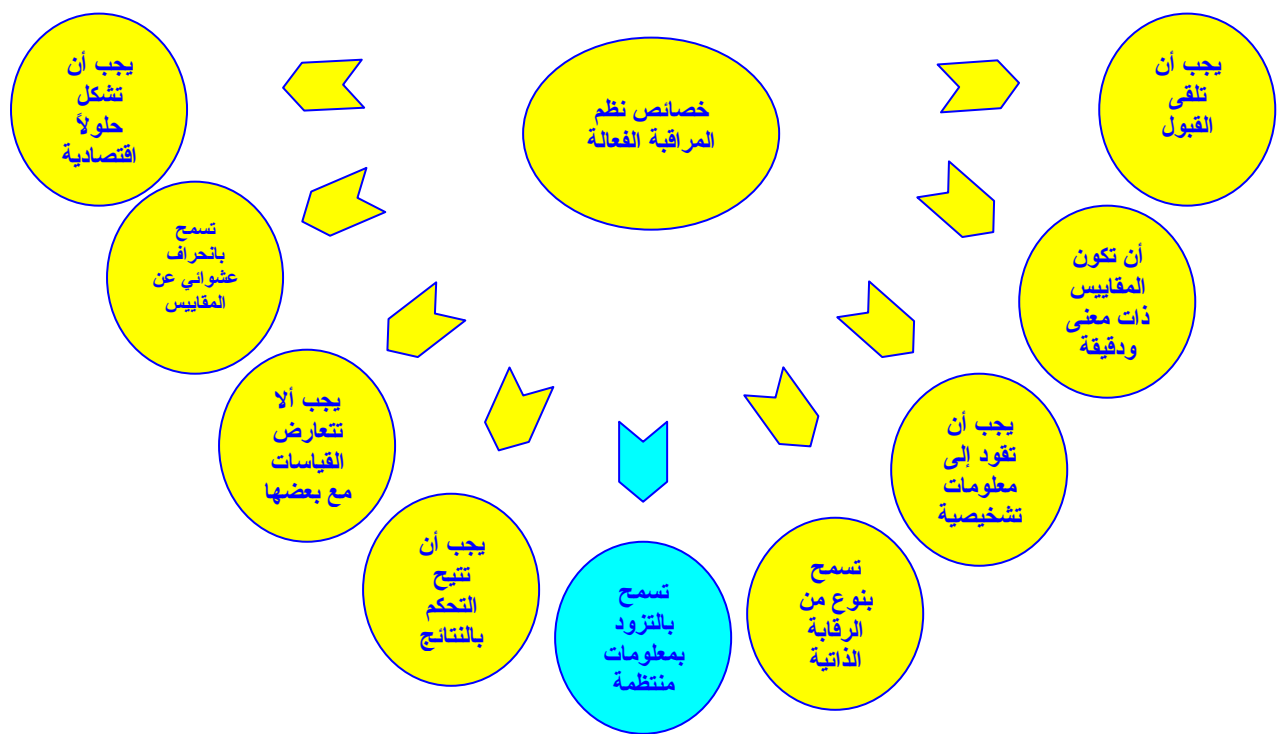 خصائص نظم
المراقبة الفعالة
يجب أن
تلقى
القبول
أن تكون
المقاييس
ذات معنى
ودقيقة
يجب أن
تقود إلى
معلومات
تشخيصية
تسمح
بنوع من
الرقابة
الذاتية
تسمح
بالتزود
بمعلومات
منتظمة
يجب أن
تتيح
التحكم
بالنتائج
يجب ألا
تتعارض
القياسات
مع بعضها
تسمح
بانحراف
عشوائي عن
المقاييس
يجب أن
تشكل
حلولاً
اقتصادية